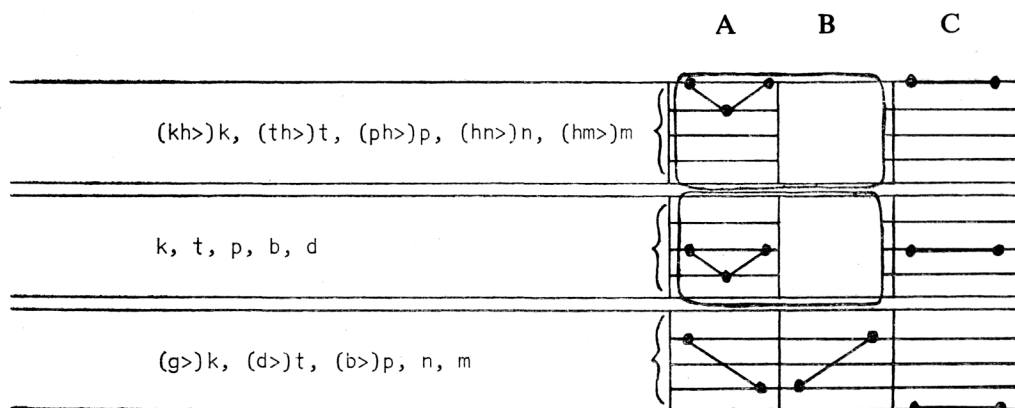 A B C
(kh>)k, (th>)t, (ph>)p, (hn>)n, (hm>)m
k, t, p, b, d
(g>)k, (d>)t, (b>)p, n, m